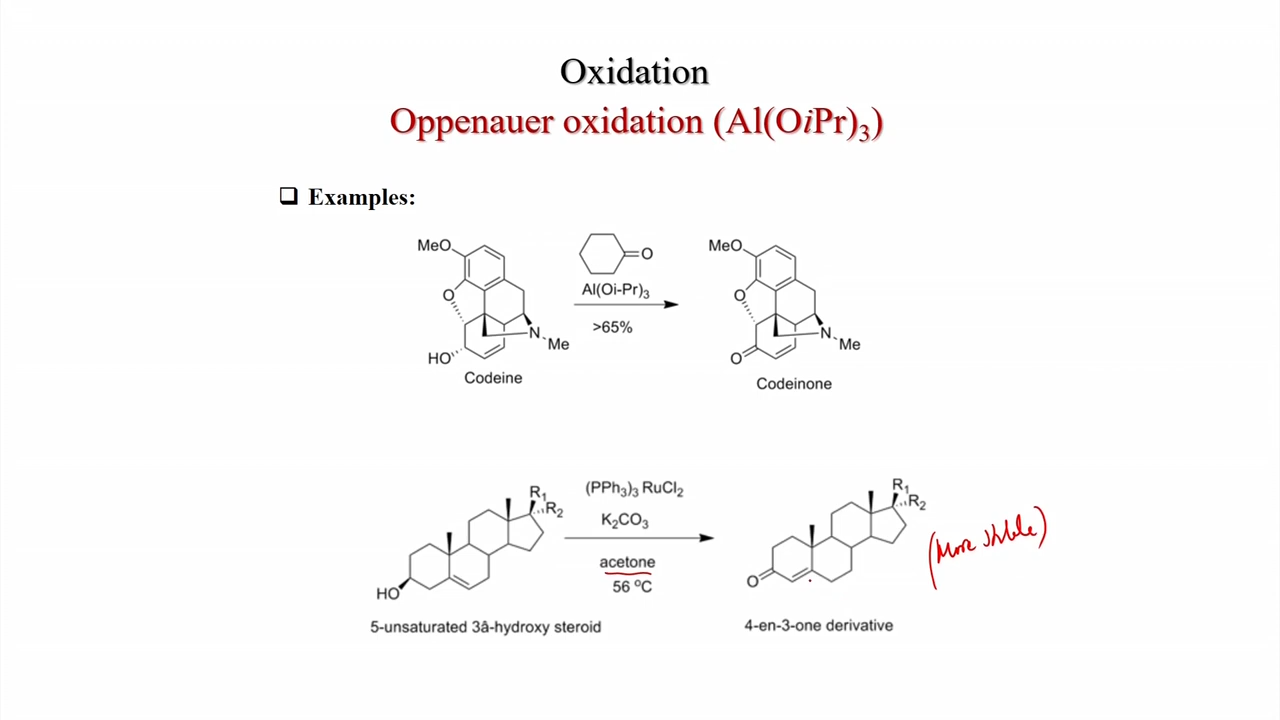 Oxidation
Oppenauer oxidation (Al(OiPr)₃)
❑ Examples:
MeO
O
HO
N
Me
Codeine
O
Al(Oi-Pr)₃
>65%
MeO
O
O
N
Me
Codeinone
HO
R₁
R₂
5-unsaturated 3â-hydroxy steroid
(PPh₃)₃ RuCl₂
K₂CO₃
acetone
56 ºC
O
R₁
R₂
4-en-3-one derivative
(More stable)